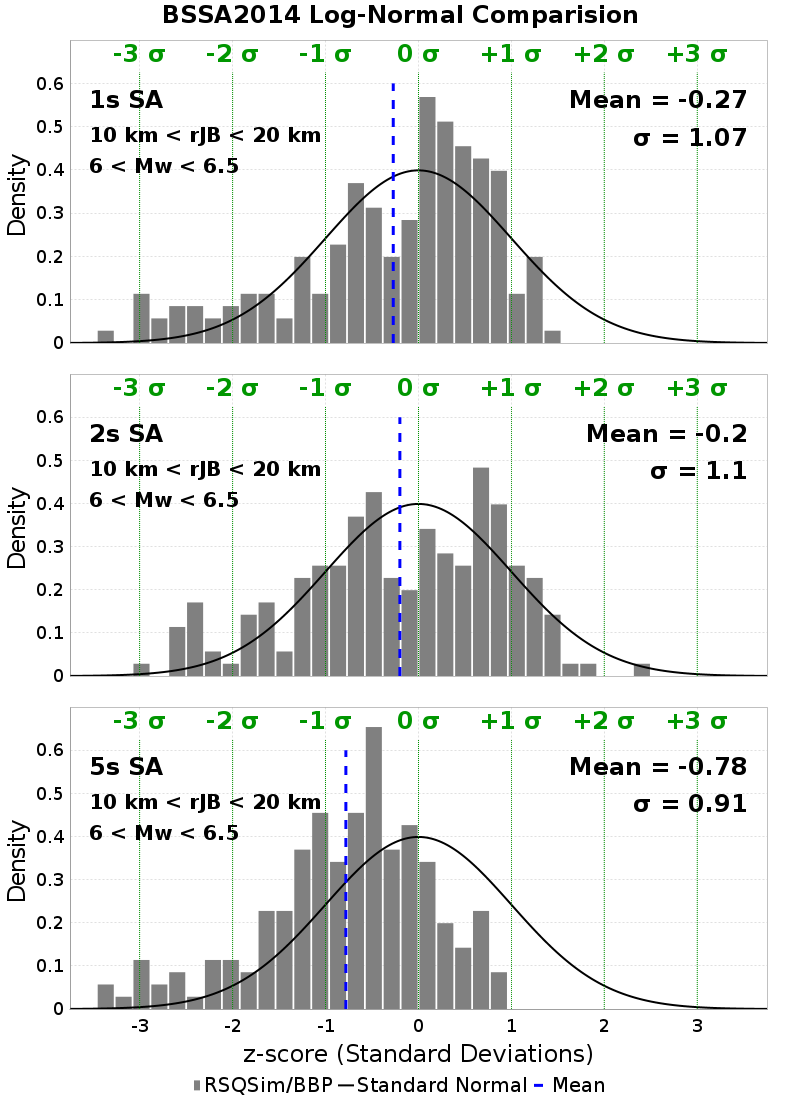 BSSA2014 Log-Normal Comparision
-3 σ -2 σ -1 σ 0 σ +1 σ +2 σ +3 σ
1s SA
10 km < rJB < 20 km
6 < Mw < 6.5
Mean = -0.27
σ = 1.07
Density
0.6
0.5
0.4
0.3
0.2
0.1
0
-3 σ -2 σ -1 σ 0 σ +1 σ +2 σ +3 σ
2s SA
10 km < rJB < 20 km
6 < Mw < 6.5
Mean = -0.2
σ = 1.1
Density
0.6
0.5
0.4
0.3
0.2
0.1
0
-3 σ -2 σ -1 σ 0 σ +1 σ +2 σ +3 σ
5s SA
10 km < rJB < 20 km
6 < Mw < 6.5
Mean = -0.78
σ = 0.91
Density
0.6
0.5
0.4
0.3
0.2
0.1
0
-3 -2 -1 0 1 2 3
z-score (Standard Deviations)
RSQSim/BBP Standard Normal Mean